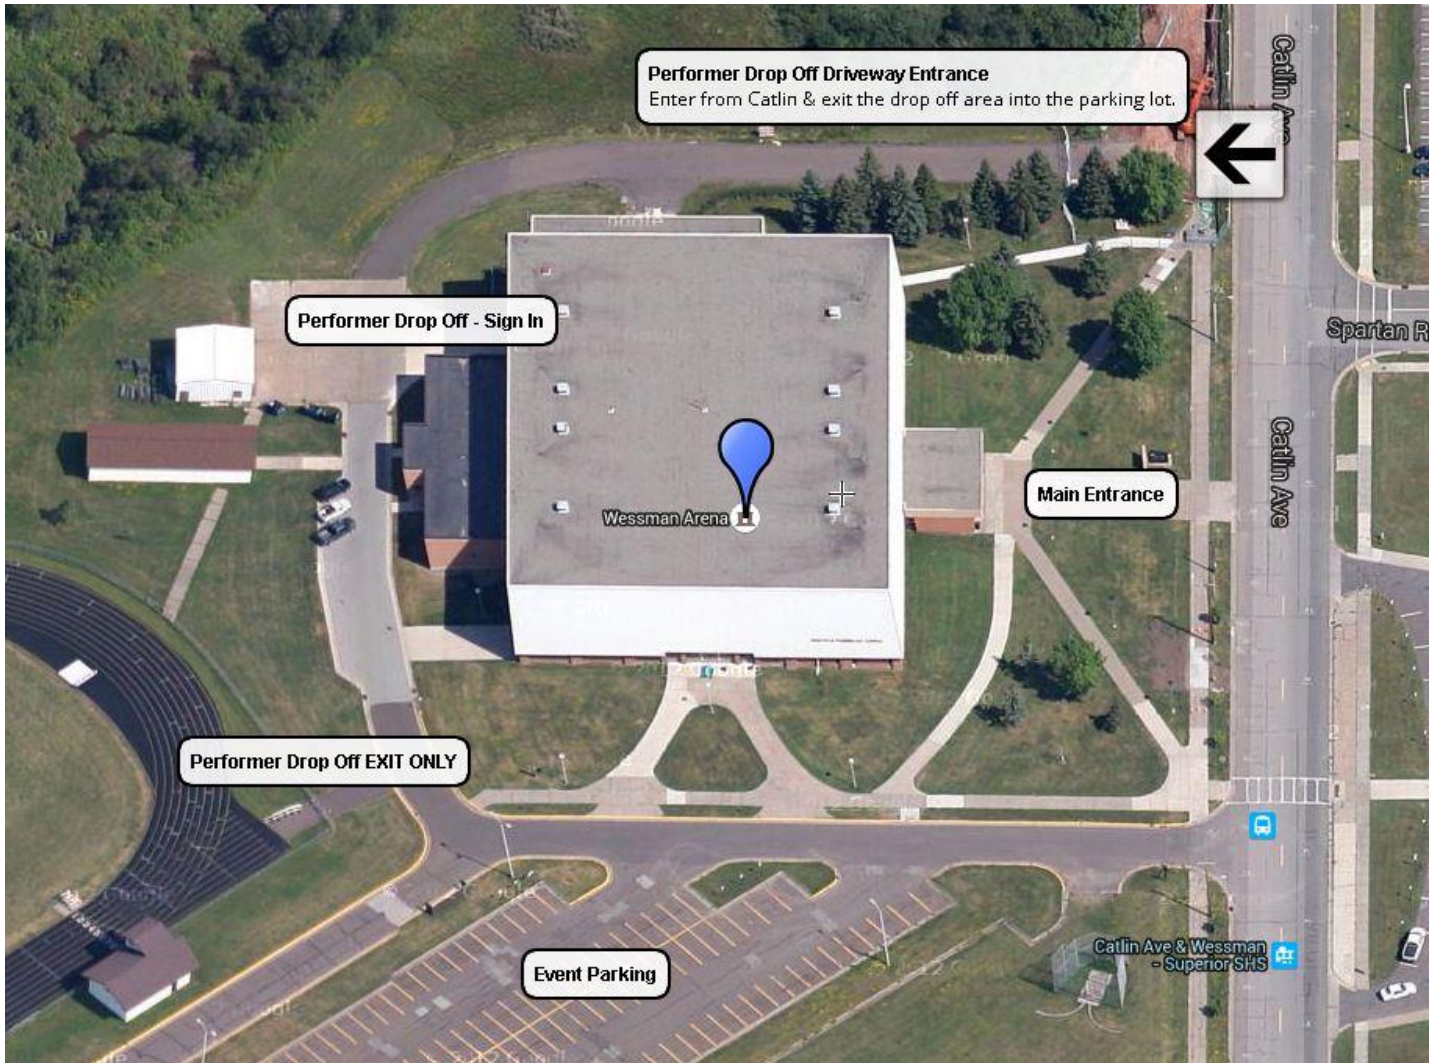 Catlin Ave
Performer Drop Off Driveway Entrance
Enter from Catlin & exit the drop off area into the parking lot.
Performer Drop Off - Sign In
Spartan R
Catlin Ave
Main Entrance
Wessman Arena
Performer Drop Off EXIT ONLY
Catlin Ave & Wessman
- Superior SHS
Event Parking